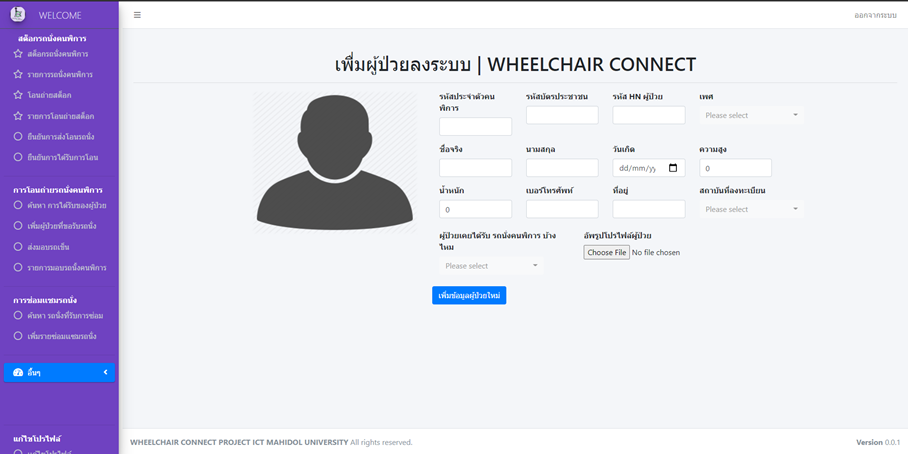 WELCOME
ออกจากระบบ
สต็อกรถนั่งคนพิการ
สต็อกรถนั่งคนพิการ
รายการรถนั่งคนพิการ
โอนถ่ายสต็อก
รายการโอนถ่ายสต็อก
ยืนยันการส่งโอนรถนั่ง
ยืนยันการได้รับการโอน
การโอนถ่ายรถนั่งคนพิการ
ค้นหา การได้รับของผู้ป่วย
เพิ่มผู้ป่วยที่ขอรับรถนั่ง
ส่งมอบรถเข็น
รายการมอบรถนั้งคนพิการ
การซ่อมแซมรถนั่ง
ค้นหา รถนั่งที่รับการซ่อม
เพิ่มรายซ่อมแซมรถนั่ง
อื่นๆ
แก้ไขโปรไฟล์
แก้ไขโปรไฟล์
เพิ่มผู้ป่วยลงระบบ | WHEELCHAIR CONNECT
รหัสประจำตัวคน
พิการ
รหัสบัตรประชาชน
รหัส HN ผู้ป่วย
เพศ
Please select
ชื่อจริง
นามสกุล
วันเกิด
dd/mm/yy
ความสูง
0
น้ำหนัก
0
เบอร์โทรศัพท์
ที่อยู่
สถาบันที่ลงทะเบียน
Please select
ผู้ป่วยเคยได้รับ รถนั่งคนพิการ บ้าง
ไหม
Please select
อัพรูปโปรไฟล์ผู้ป่วย
Choose File No file chosen
เพิ่มข้อมูลผู้ป่วยใหม่
WHEELCHAIR CONNECT PROJECT ICT MAHIDOL UNIVERSITY All rights reserved.
Version 0.0.1